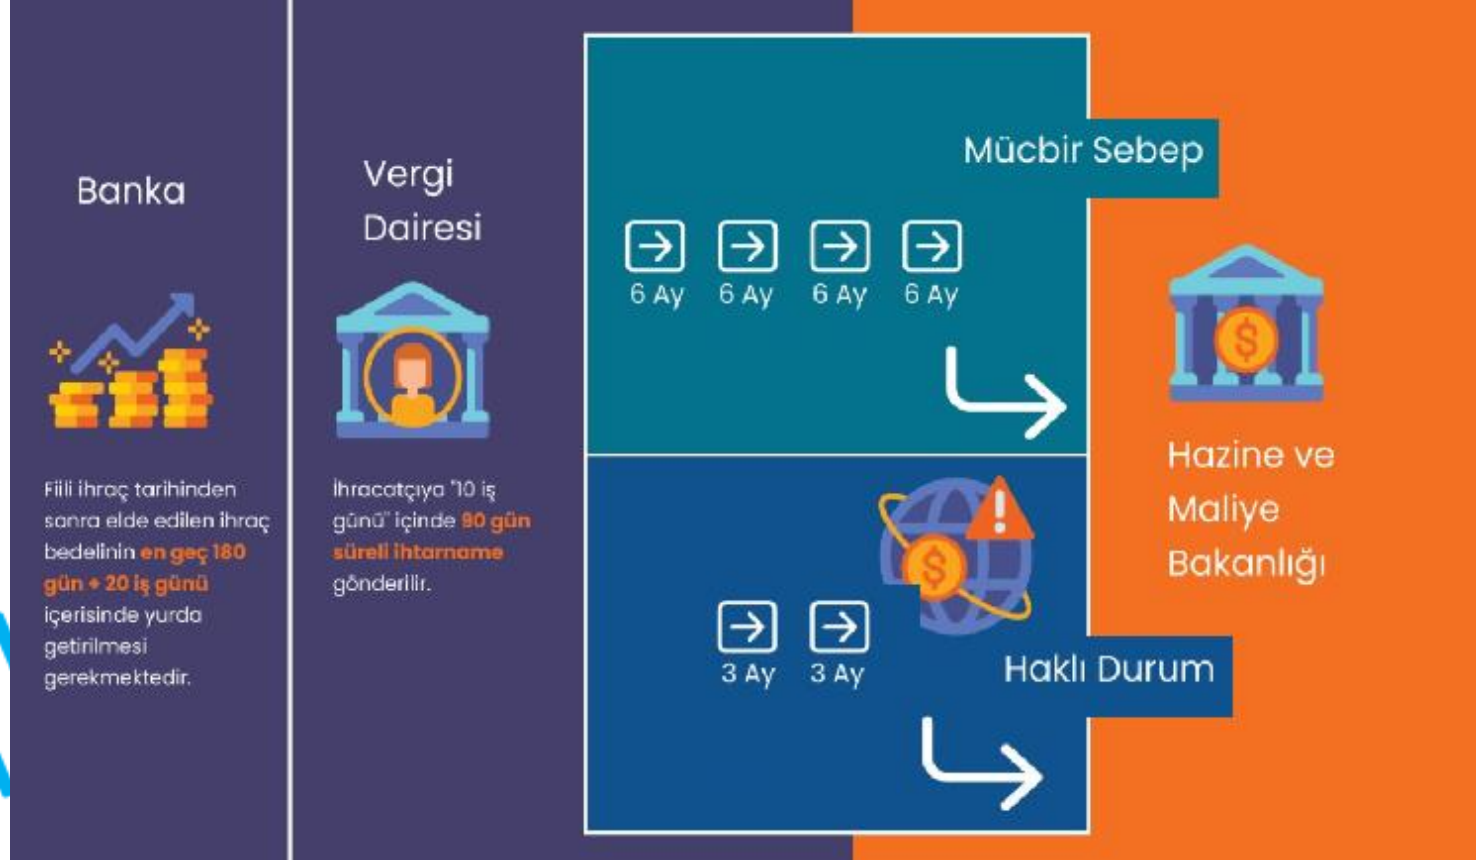 Banka
Fiili ihraç tarihinden
sonra elde edilen ihraç
bedelinin en geç 180
gün + 20 iş günü
içerisinde yurda
getirilmesi
gerekmektedir.
Vergi
Dairesi
İhracatçıya "10 iş
günü" içinde 90 gün
süreli ihtarname
gönderilir.
Mücbir Sebep
6 Ay 6 Ay 6 Ay 6 Ay
3 Ay 3 Ay
Haklı Durum
Hazine ve
Maliye
Bakanlığı